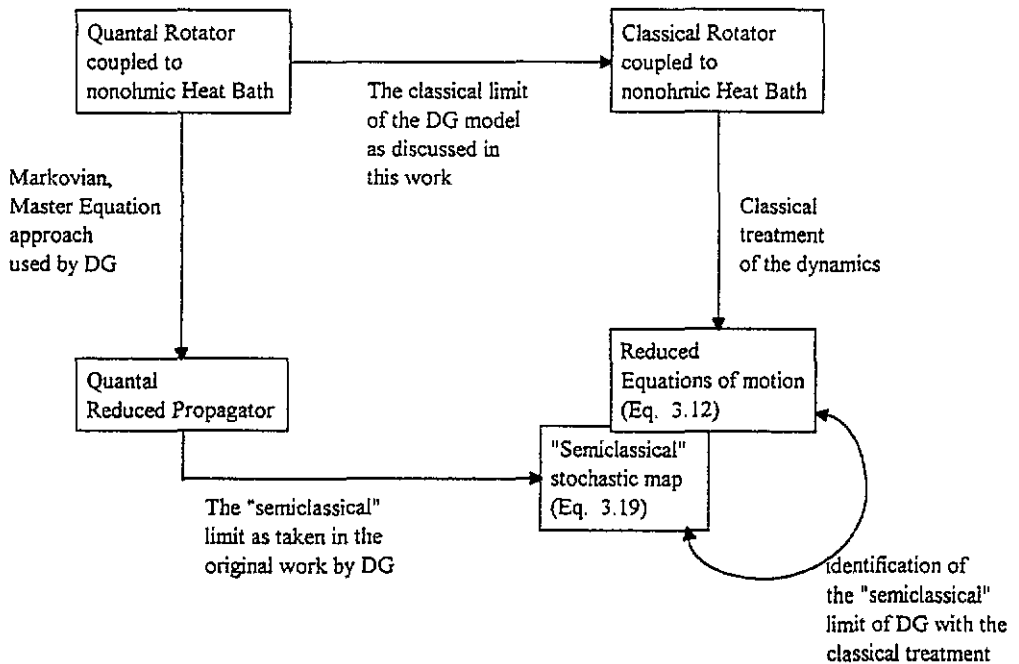 Quantal Rotator
coupled to
nonohmic Heat Bath
Classical Rotator
coupled to
nonohmic Heat Bath
The classical limit
of the DG model
as discussed in
this work
Markovian,
Master Equation
approach
used by DG
Classical
treatment
of the dynamics
Quantal
Reduced Propagator
Reduced
Equations of motion
(Eq. 3.12)
"Semiclassical"
stochastic map
(Eq. 3.19)
The "semiclassical"
limit as taken in the
original work by DG
identification of
the "semiclassical"
limit of DG with the
classical treatment